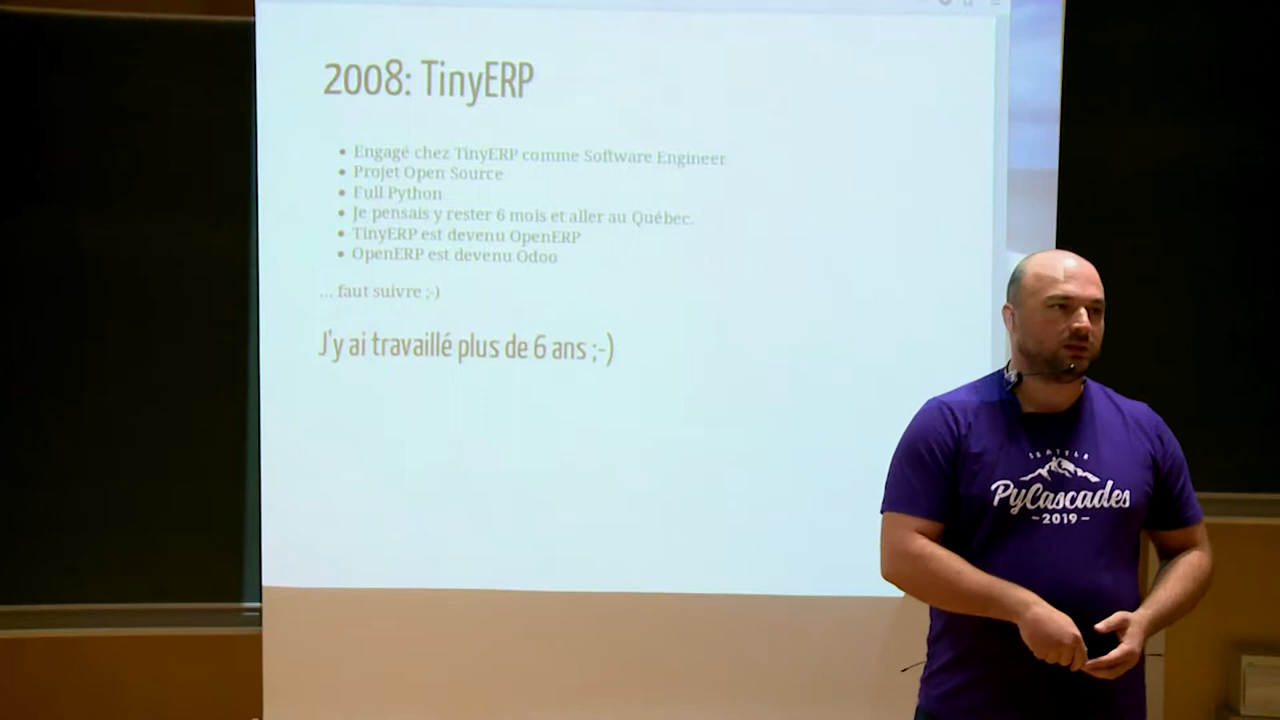 2008: TinyERP
Engagé chez TinyERP comme Software Engineer
Projet Open Source
Full Python
Je pensais y rester 6 mois et aller au Québec.
TinyERP est devenu OpenERP
OpenERP est devenu Odoo
... faut suivre ;-)
J'y ai travaillé plus de 6 ans ;-)
SEATTLE
PyCascades
-2019-